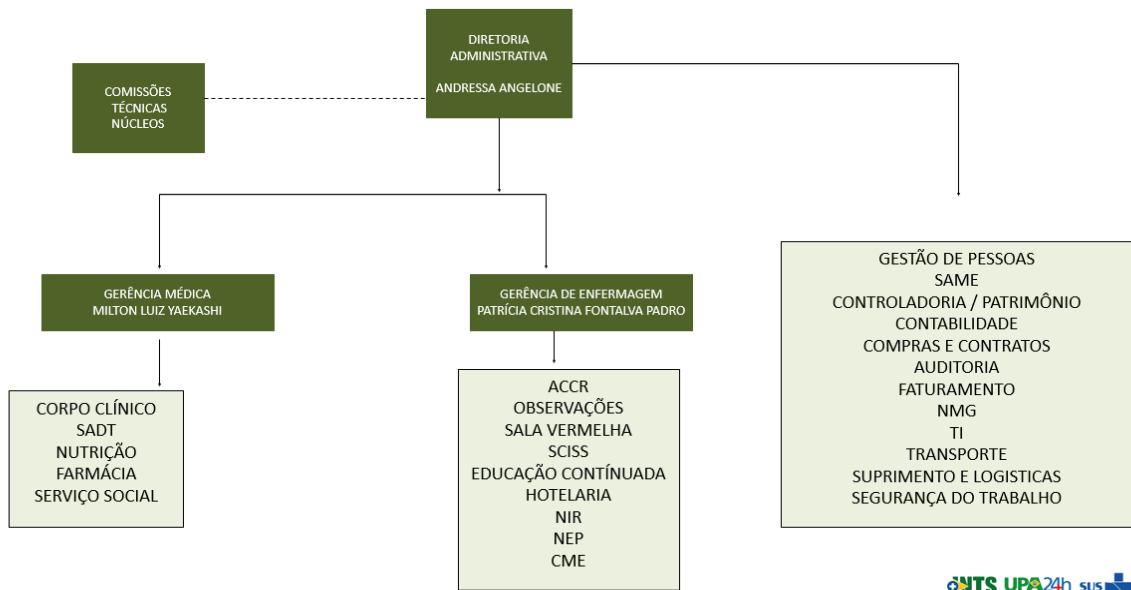 DIRETORIA
ADMINISTRATIVA
ANDRESSA ANGELONE
COMISSÕES
TÉCNICAS
NÚCLEOS
GERÊNCIA MÉDICA
MILTON LUIZ YAEKASHI
GERÊNCIA DE ENFERMAGEM
PATRÍCIA CRISTINA FONTALVA PADRO
CORPO CLÍNICO
SADT
NUTRIÇÃO
FARMÁCIA
SERVIÇO SOCIAL
ACCR
OBSERVAÇÕES
SALA VERMELHA
SCISS
EDUCAÇÃO CONTÍNUADA
HOTELARIA
NIR
NEP
CME
GESTÃO DE PESSOAS
SAME
CONTROLADORIA / PATRIMÔNIO
CONTABILIDADE
COMPRAS E CONTRATOS
AUDITORIA
FATURAMENTO
NMG
TI
TRANSPORTE
SUPRIMENTO E LOGISTICAS
SEGURANÇA DO TRABALHO
INTS UPA24h SUS